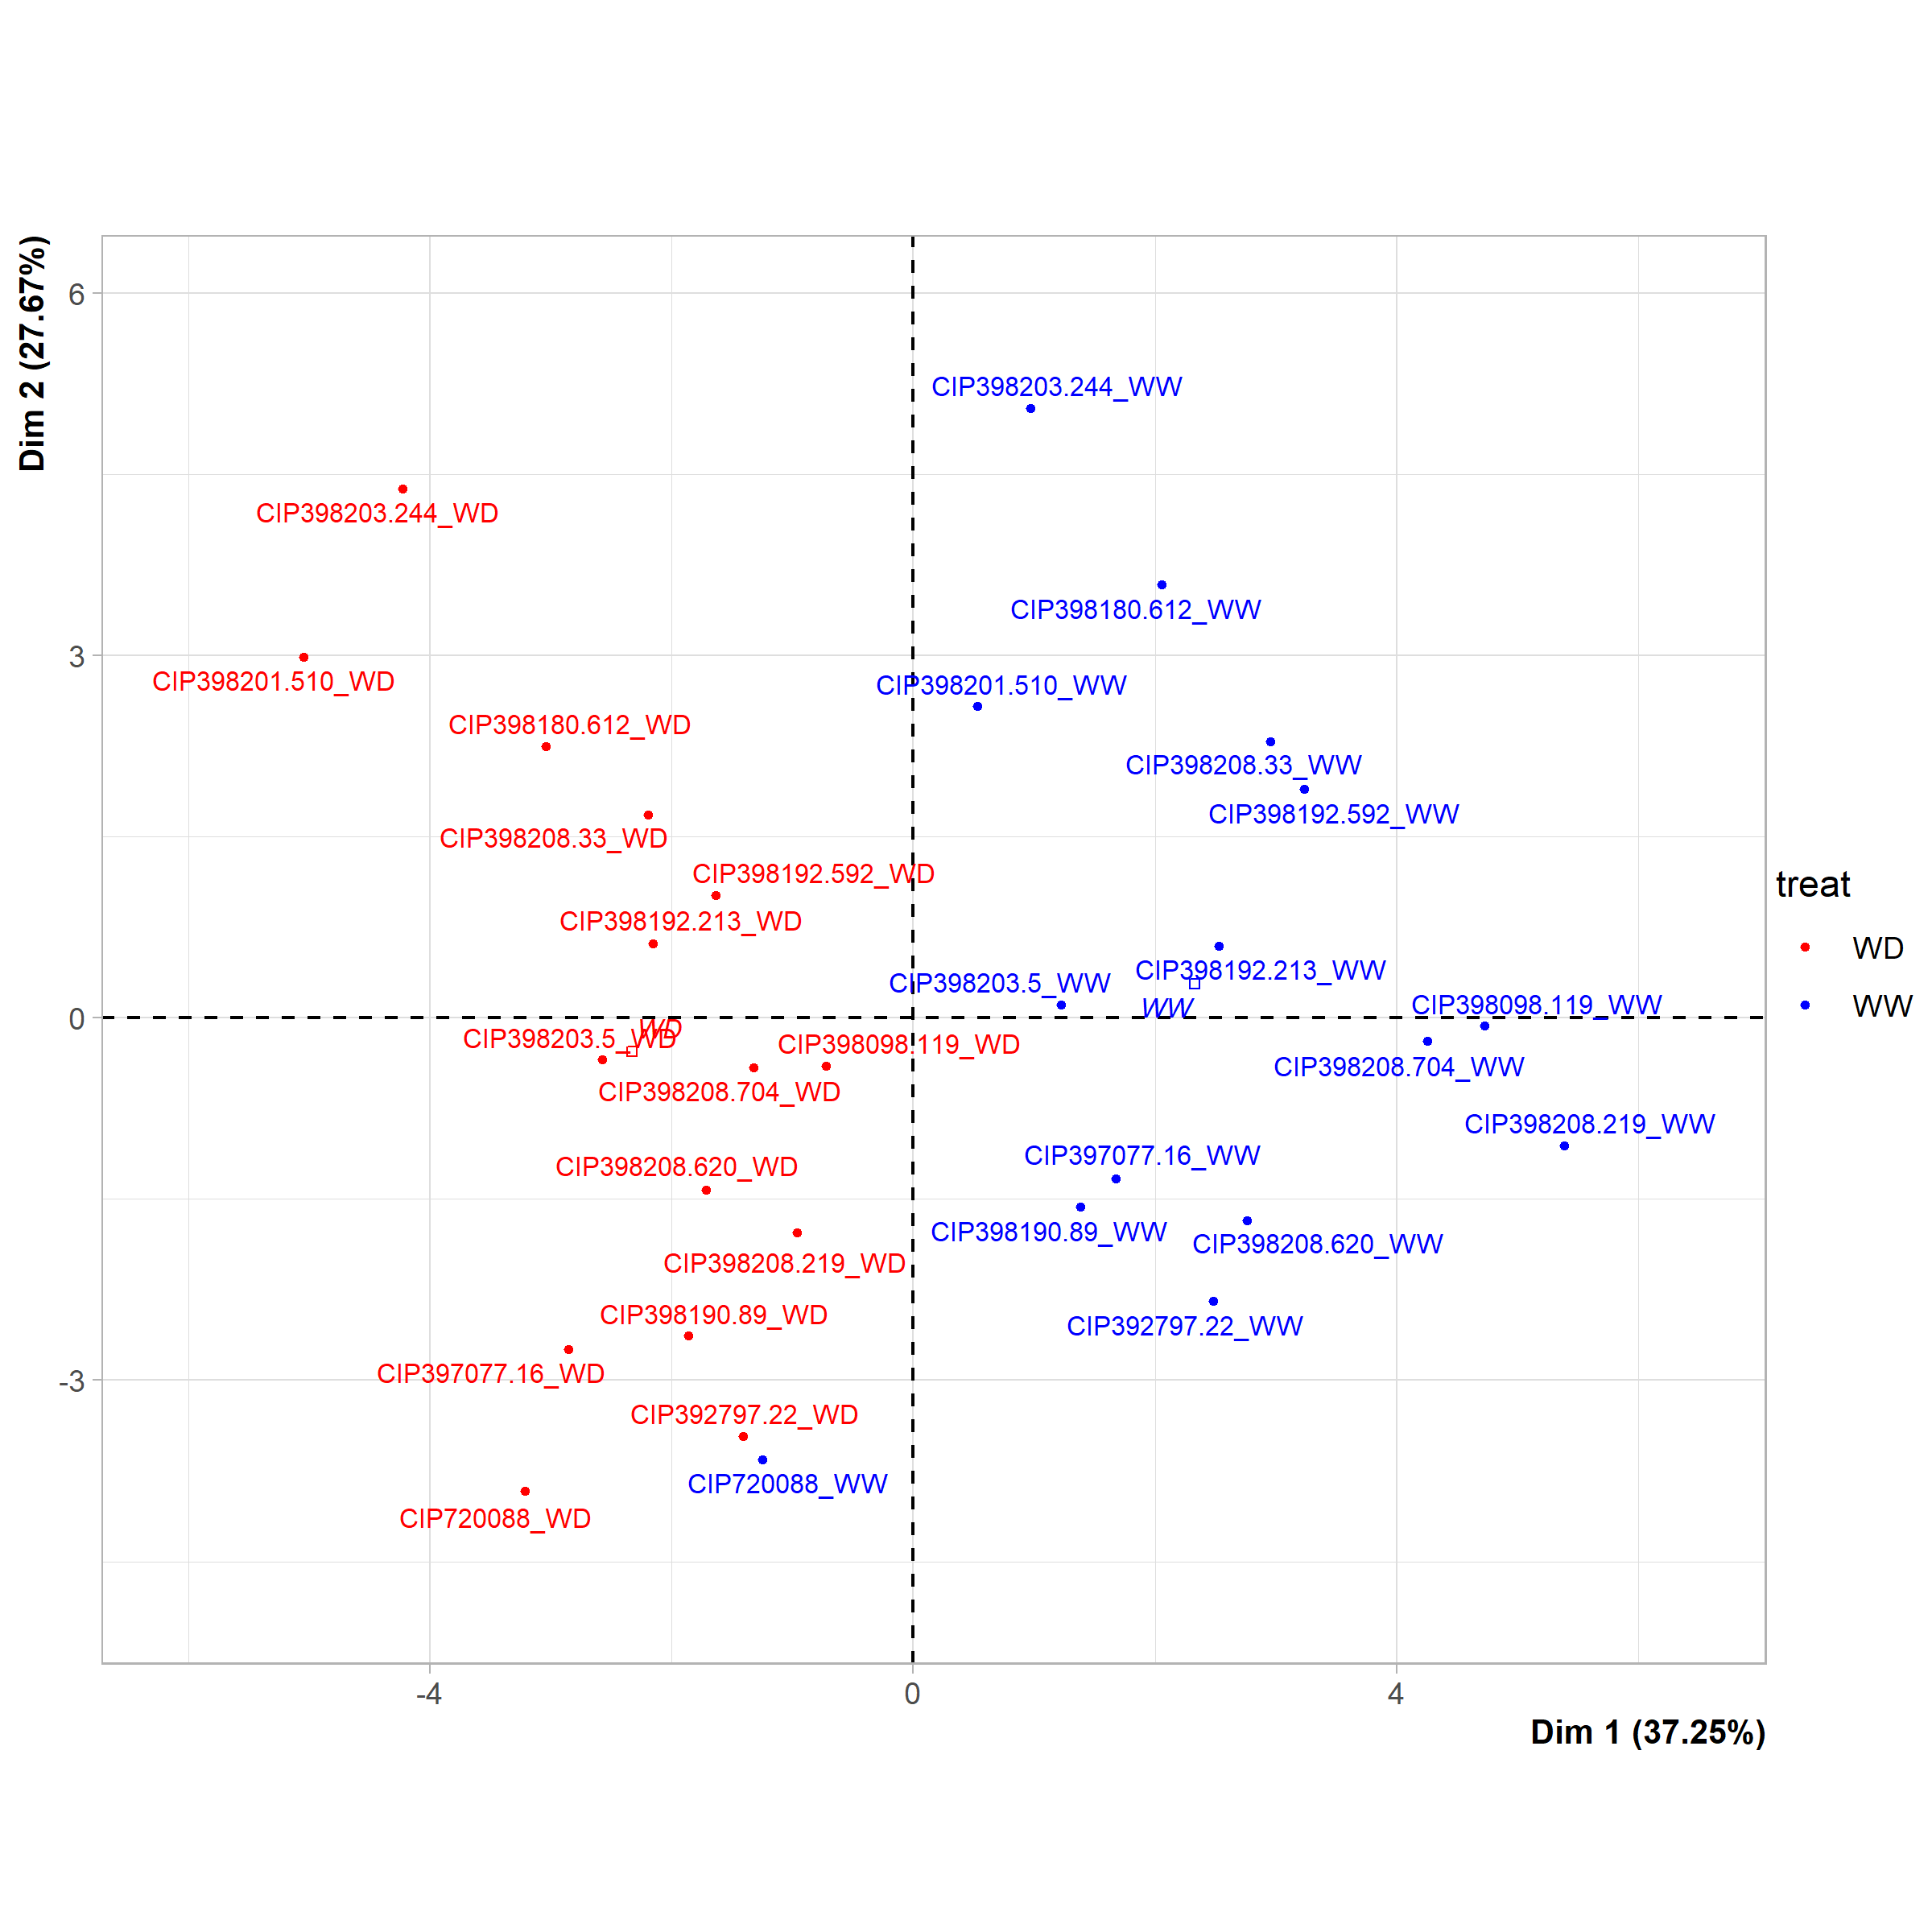 Dim 2 (27.67%)
6
CIP398203.244_WW
CIP398203.244_WD
CIP398180.612_WW
3
CIP398201.510_WD
CIP398201.510_WW
CIP398180.612_WD
CIP398208.33_WW
CIP398192.592_WW
CIP398208.33_WD
CIP398192.592_WD
treat
CIP398192.213_WD
WD
CIP398192.213_WW
CIP398203.5_WW
WW
CIP398098.119_WW
WW
0
WD
CIP398203.5_WD
CIP398098.119_WD
CIP398208.704_WW
CIP398208.704_WD
CIP398208.219_WW
CIP397077.16_WW
CIP398208.620_WD
CIP398190.89_WW
CIP398208.620_WW
CIP398208.219_WD
CIP398190.89_WD
CIP392797.22_WW
CIP397077.16_WD
-3
CIP392797.22_WD
CIP720088_WW
CIP720088_WD
-4
0
4
Dim 1 (37.25%)